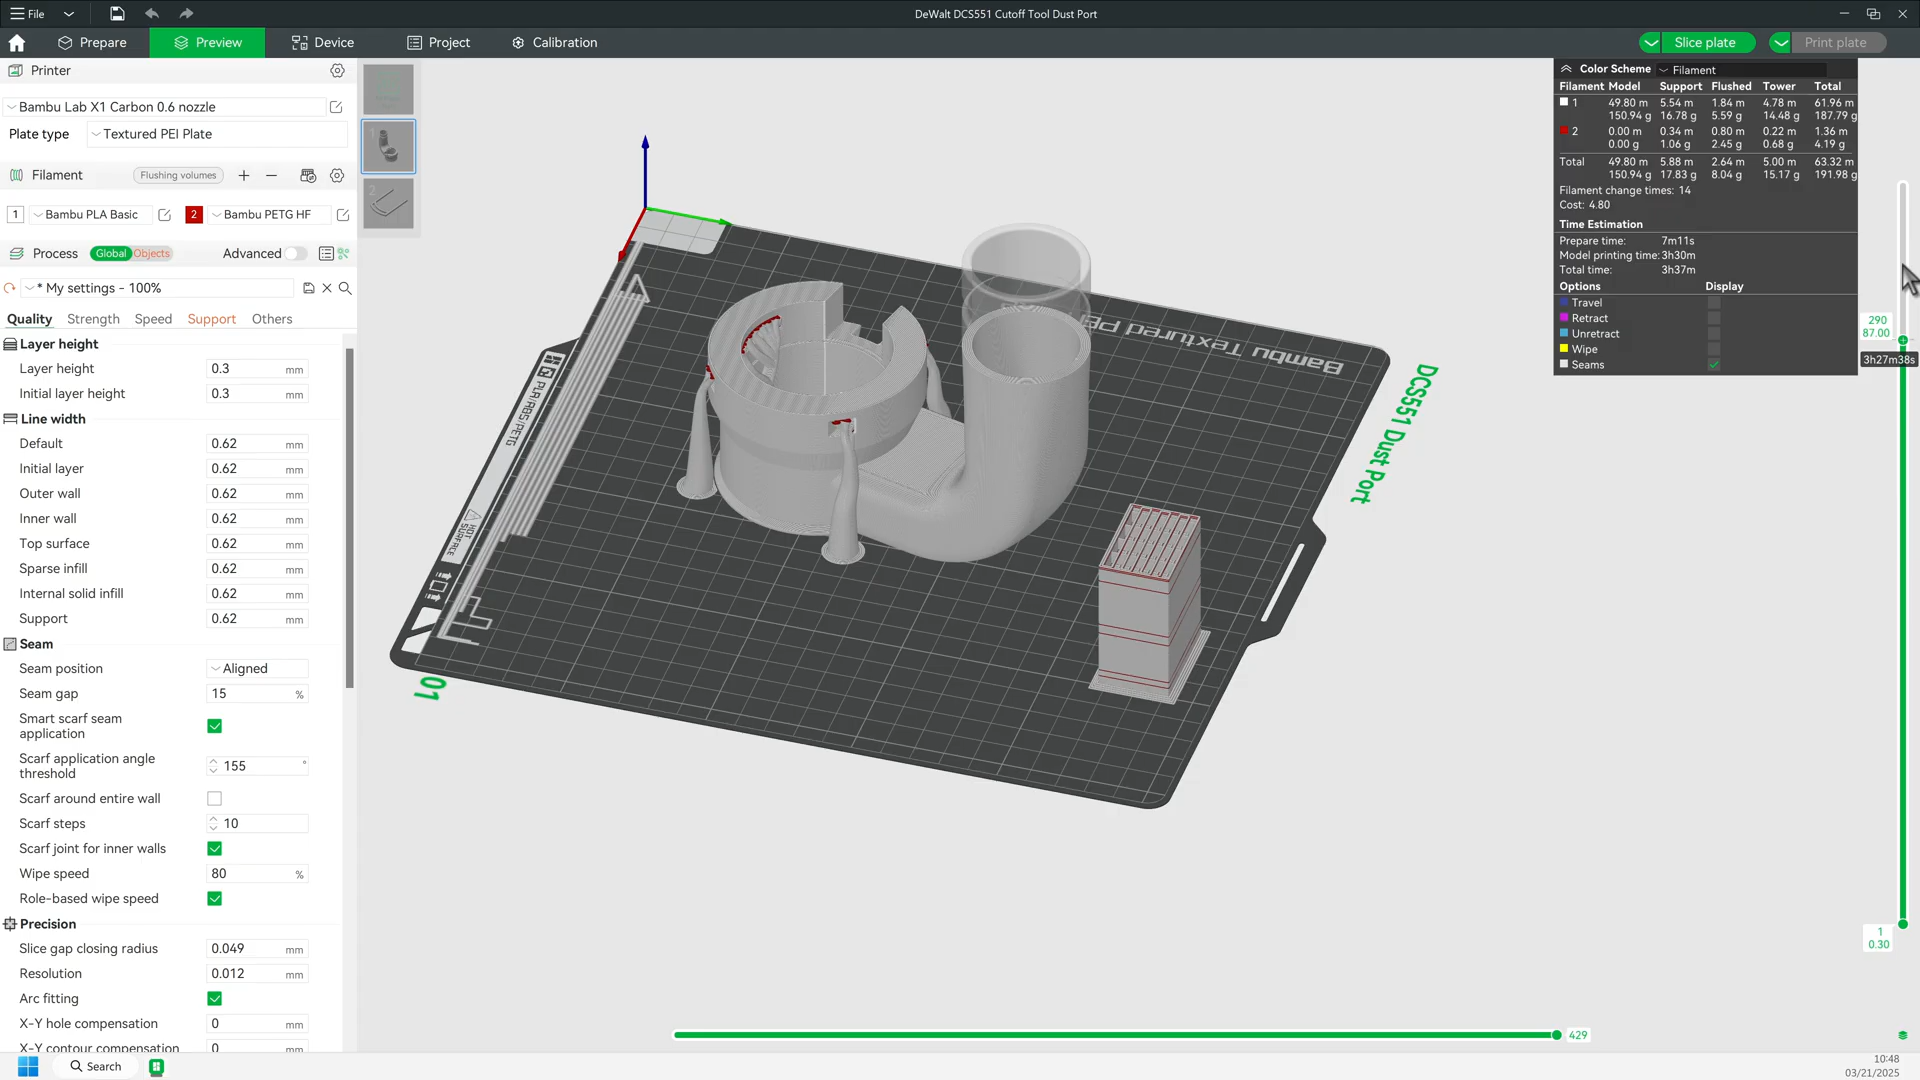 File
DeWalt DCS551 Cutoff Tool Dust Port
Prepare
Preview
Device
Project
Calibration
Slice plate
Print plate
Printer
Bambu Lab X1 Carbon 0.6 nozzle
Plate type
Textured PEI Plate
Filament
Flushing volumes
1
Bambu PLA Basic
2
Bambu PETG HF
Process
Global
Objects
Advanced
* My settings - 100%
Quality
Strength
Speed
Support
Others
Layer height
Layer height 0.3 mm
Initial layer height 0.3 mm
Line width
Default 0.62 mm
Initial layer 0.62 mm
Outer wall 0.62 mm
Inner wall 0.62 mm
Top surface 0.62 mm
Sparse infill 0.62 mm
Internal solid infill 0.62 mm
Support 0.62 mm
Seam
Seam position Aligned
Seam gap 15 %
Smart scarf seam
application
Scarf application angle
threshold 155 °
Scarf around entire wall
Scarf steps 10
Scarf joint for inner walls
Wipe speed 80 %
Role-based wipe speed
Precision
Slice gap closing radius 0.049 mm
Resolution 0.012 mm
Arc fitting
X-Y hole compensation 0 mm
X-Y contour compensation 0 mm
1
2
Bambu Textured PEI
PLA/ABS/PETG
HOT
SURFACE
DCS551 Dust Port
01
Color Scheme Filament
Filament Model Support Flushed Tower Total
1 49.80 m 5.54 m 1.84 m 4.78 m 61.96 m
150.94 g 16.78 g 5.59 g 14.48 g 187.79 g
2 0.00 m 0.34 m 0.80 m 0.22 m 1.36 m
0.00 g 1.06 g 2.45 g 0.68 g 4.19 g
Total 49.80 m 5.88 m 2.64 m 5.00 m 63.32 m
150.94 g 17.83 g 8.04 g 15.17 g 191.98 g
Filament change times: 14
Cost: 4.80
Time Estimation
Prepare time: 7m11s
Model printing time: 3h30m
Total time: 3h37m
Options Display
Travel
Retract
Unretract
Wipe
Seams
290
87.00
3h27m38s
1
0.30
429
Search
10:48
03/21/2025